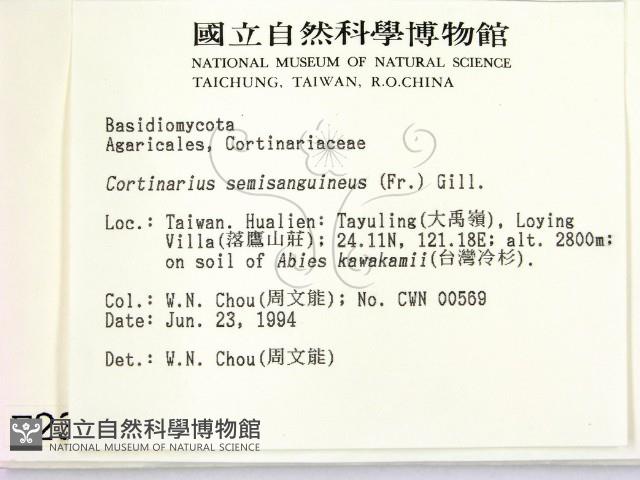 國立自然科學博物館
NATIONAL MUSEUM OF NATURAL SCIENCE
TAICHUNG, TAIWAN, R.O.CHINA
Basidiomycota
Agaricales, Cortinariaceae
Cortinarius semisanguineus (Fr.) Gill.
Loc.: Taiwan. Hualien: Tayuling(大禹嶺), Loying
Villa(落鷹山莊); 24.11N, 121.18E; alt. 2800m;
on soil of Abies kawakamii(台灣冷杉).
Col.: W.N. Chou(周文能); No. CWN 00569
Date: Jun. 23, 1994
Det.: W.N. Chou(周文能)
國立自然科學博物館
NATIONAL MUSEUM OF NATURAL SCIENCE